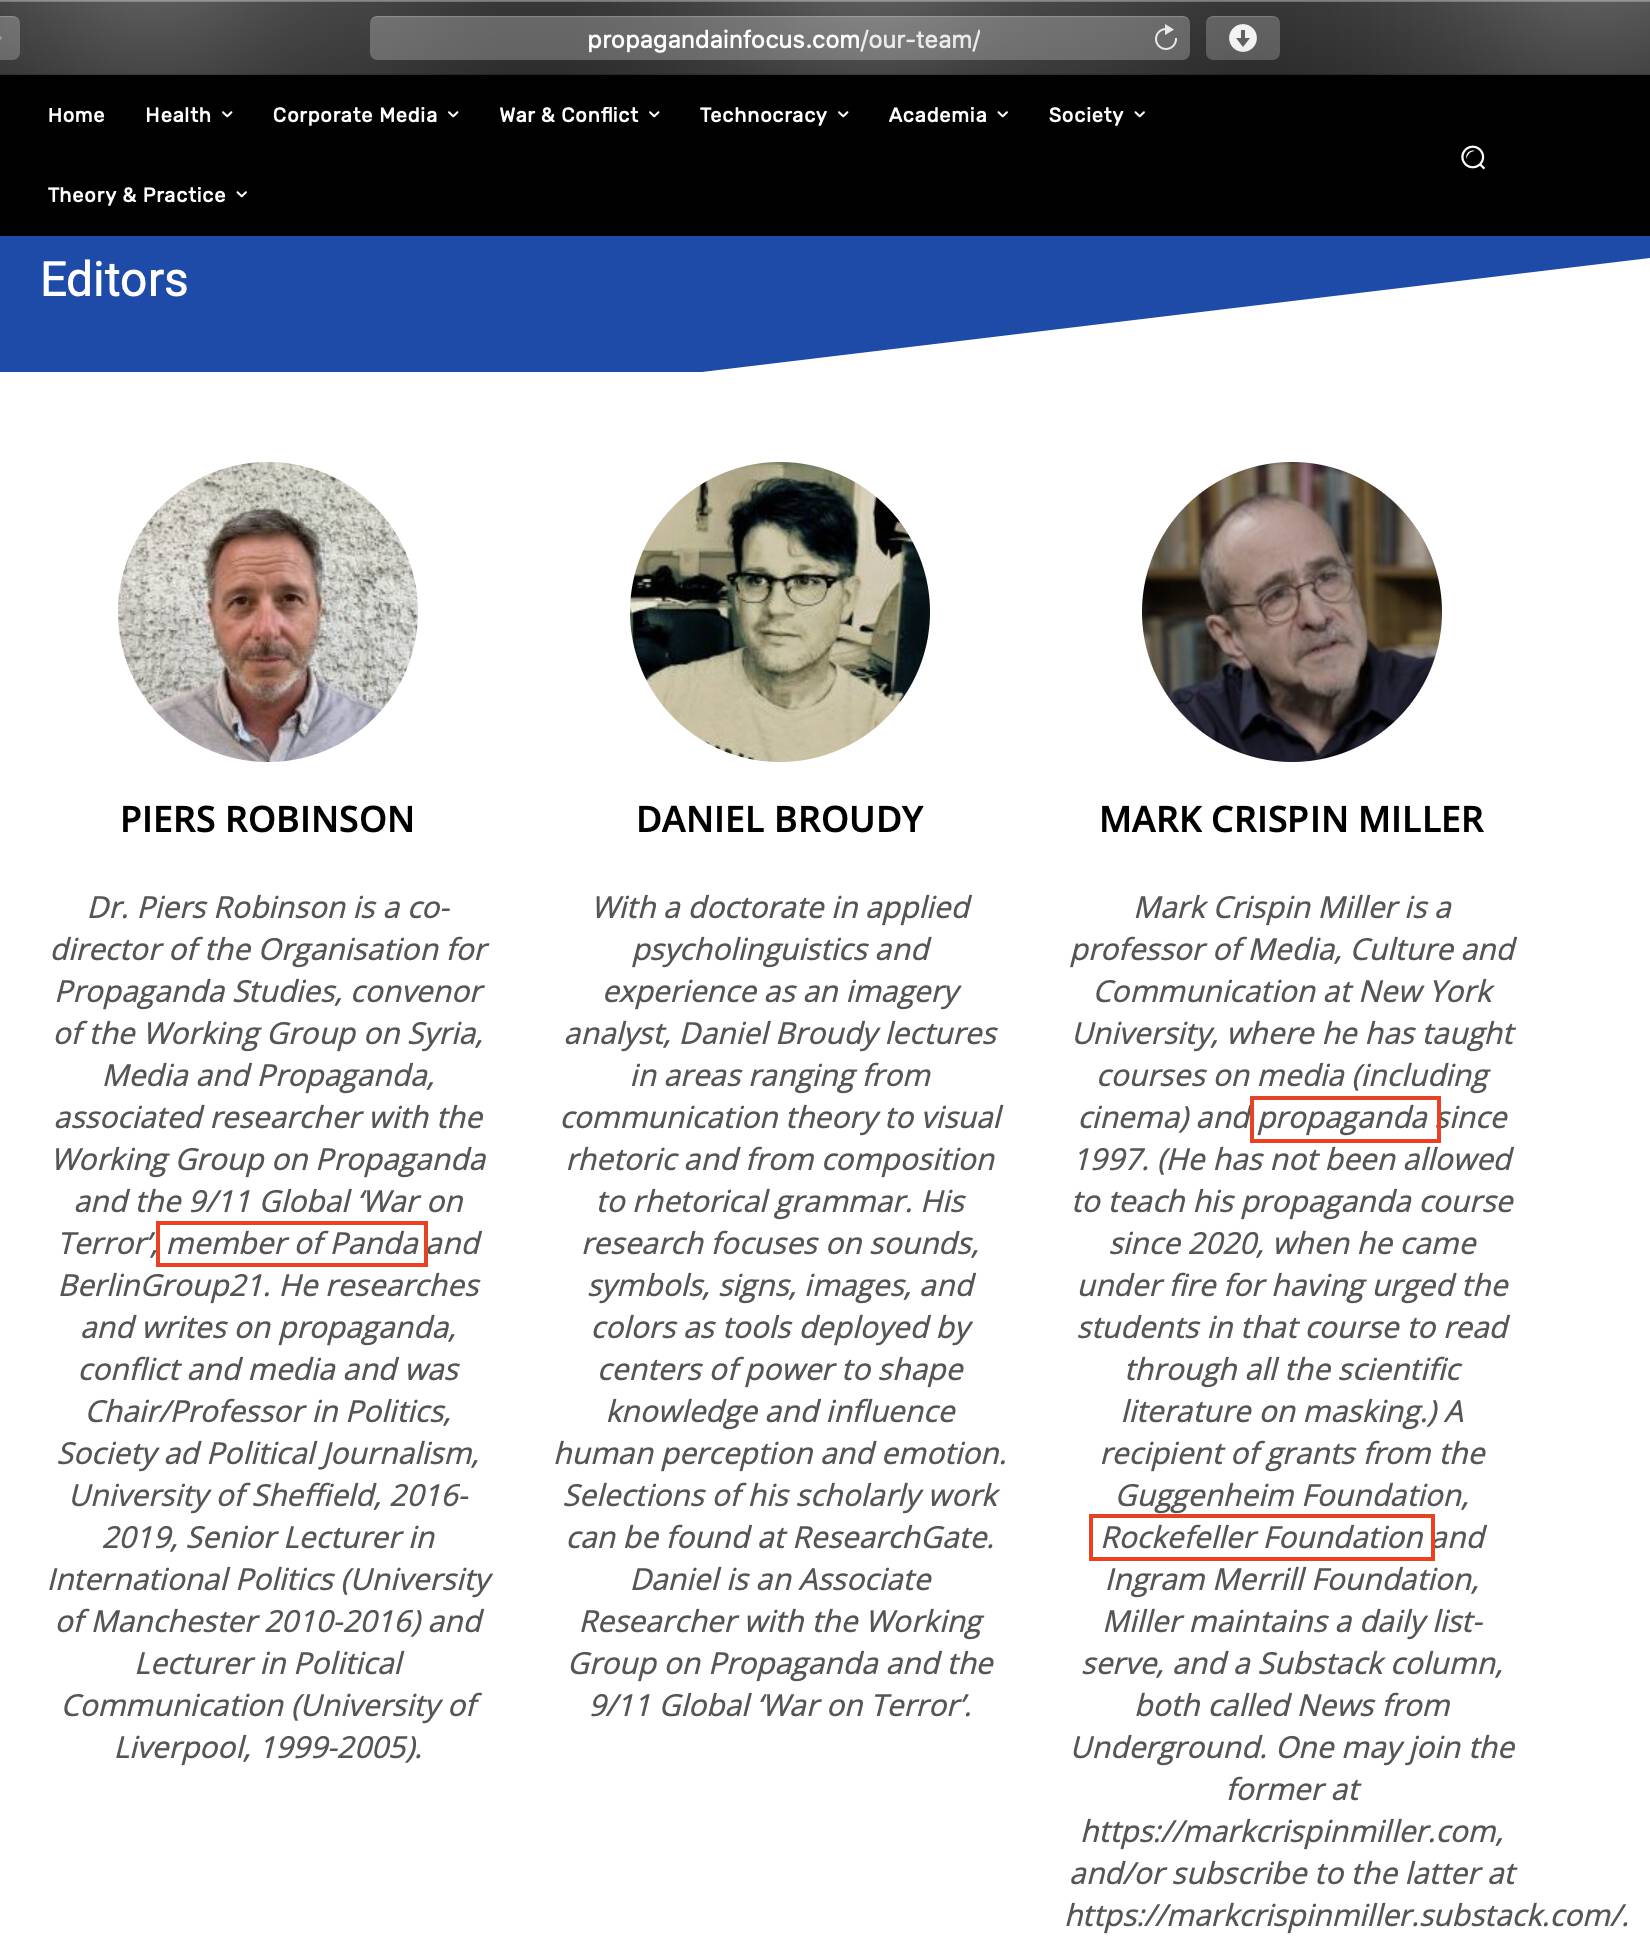 propagandainfocus.com/our-team/
Home Health Corporate Media War & Conflict Technocracy Academia Society
Theory & Practice
Editors
PIERS ROBINSON
Dr. Piers Robinson is a co-
director of the Organisation for
Propaganda Studies, convenor
of the Working Group on Syria,
Media and Propaganda,
associated researcher with the
Working Group on Propaganda
and the 9/11 Global ‘War on
Terror’, member of Panda and
BerlinGroup21. He researches
and writes on propaganda,
conflict and media and was
Chair/Professor in Politics,
Society ad Political Journalism,
University of Sheffield, 2016-
2019, Senior Lecturer in
International Politics (University
of Manchester 2010-2016) and
Lecturer in Political
Communication (University of
Liverpool, 1999-2005).
DANIEL BROUDY
With a doctorate in applied
psycholinguistics and
experience as an imagery
analyst, Daniel Broudy lectures
in areas ranging from
communication theory to visual
rhetoric and from composition
to rhetorical grammar. His
research focuses on sounds,
symbols, signs, images, and
colors as tools deployed by
centers of power to shape
knowledge and influence
human perception and emotion.
Selections of his scholarly work
can be found at ResearchGate.
Daniel is an Associate
Researcher with the Working
Group on Propaganda and the
9/11 Global ‘War on Terror’.
MARK CRISPIN MILLER
Mark Crispin Miller is a
professor of Media, Culture and
Communication at New York
University, where he has taught
courses on media (including
cinema) and propaganda since
1997. (He has not been allowed
to teach his propaganda course
since 2020, when he came
under fire for having urged the
students in that course to read
through all the scientific
literature on masking.) A
recipient of grants from the
Guggenheim Foundation,
Rockefeller Foundation and
Ingram Merrill Foundation,
Miller maintains a daily list-
serve, and a Substack column,
both called News from
Underground. One may join the
former at
https://markcrispinmiller.com,
and/or subscribe to the latter at
https://markcrispinmiller.substack.com/.